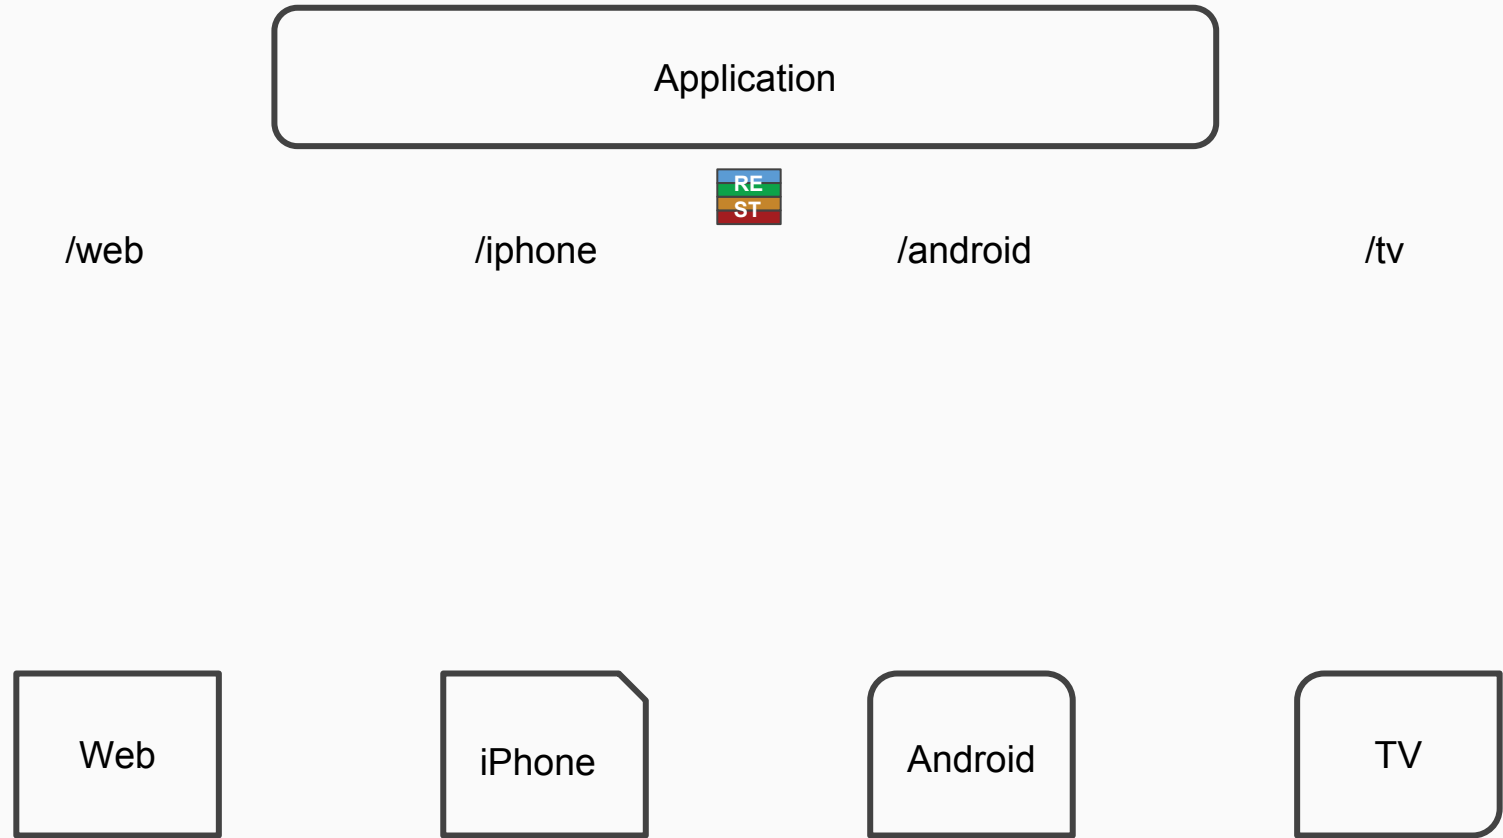 Application
RE
ST
/web
/iphone
/android
/tv
Web
iPhone
Android
TV